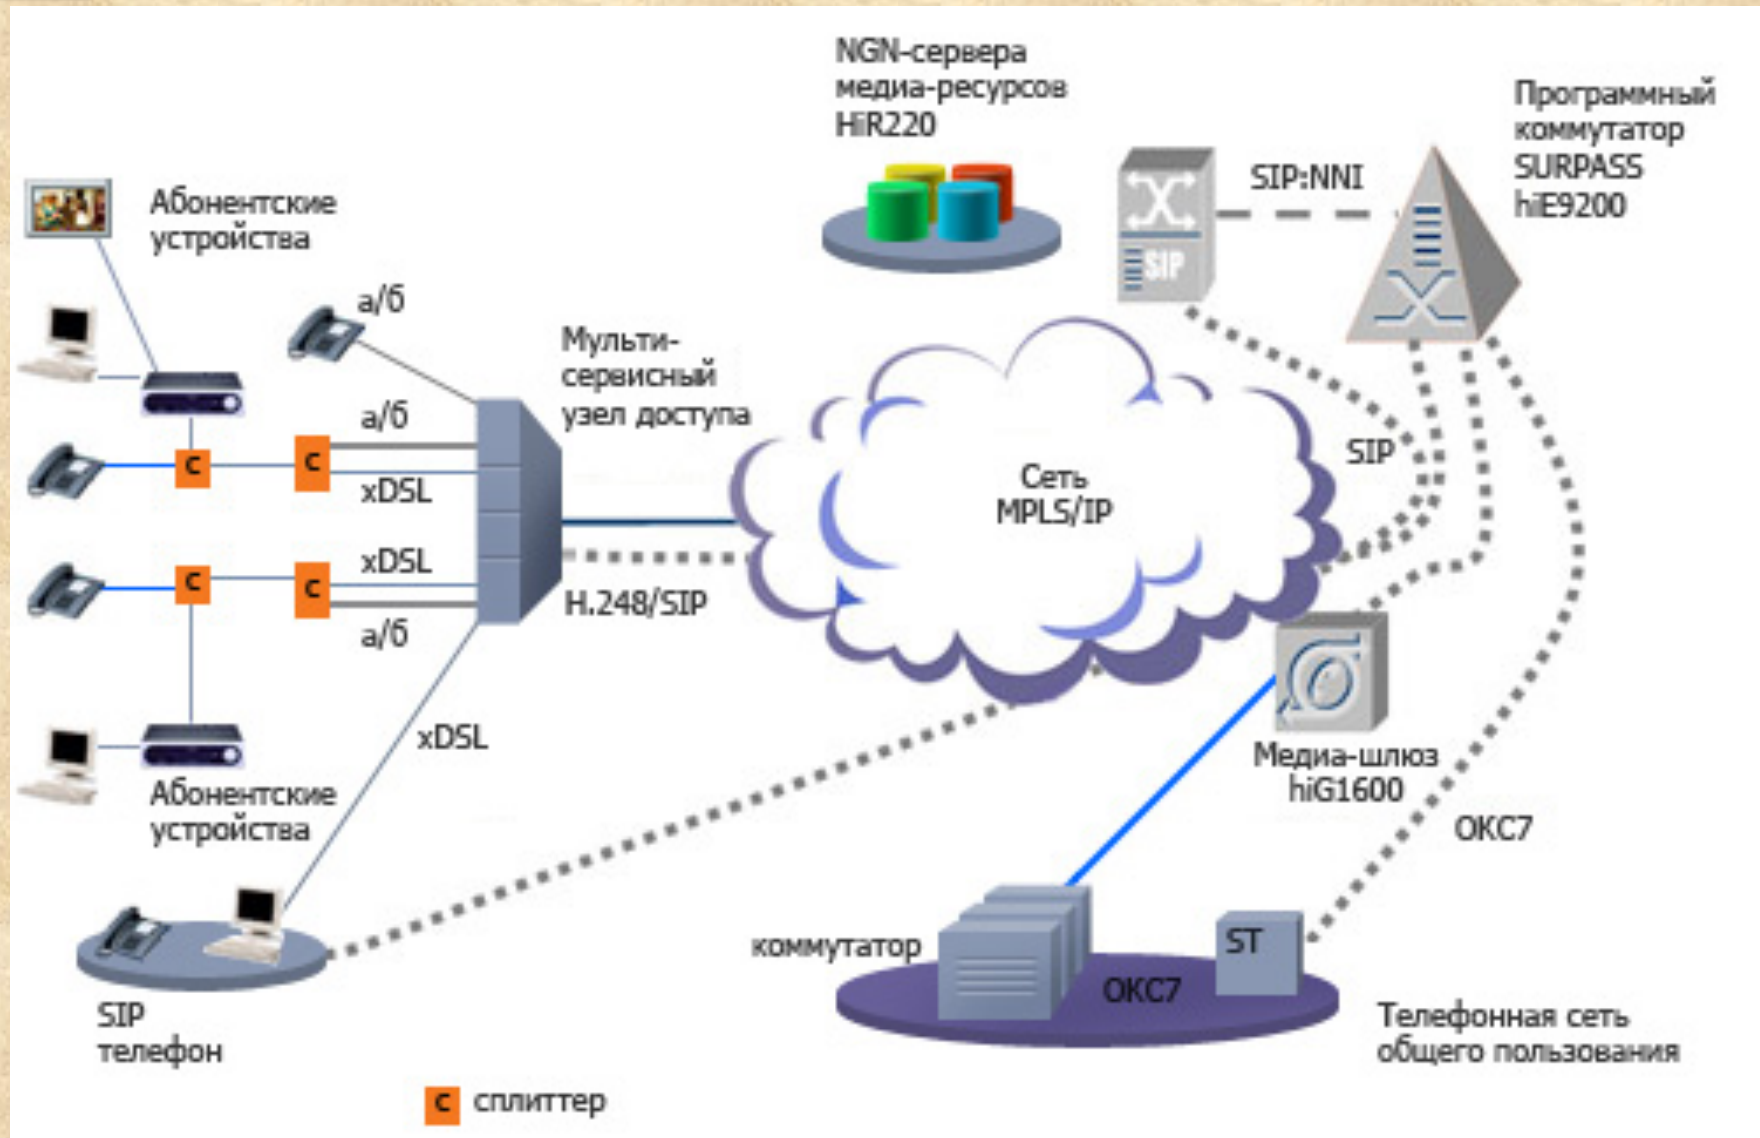 NGN-сервера
медиа-ресурсов
HiR220
Программный
коммутатор
SURPASS
hiE9200
SIP:NNI
SIP
Абонентские
устройства
а/б
Мульти-
сервисный
узел доступа
а/б
C
C
xDSL
SIP
Сеть
MPLS/IP
xDSL
C
C
H.248/SIP
а/б
xDSL
Медиа-шлюз
hiG1600
Абонентские
устройства
ОКС7
коммутатор
ST
ОКС7
SIP
телефон
Телефонная сеть
общего пользования
C сплиттер